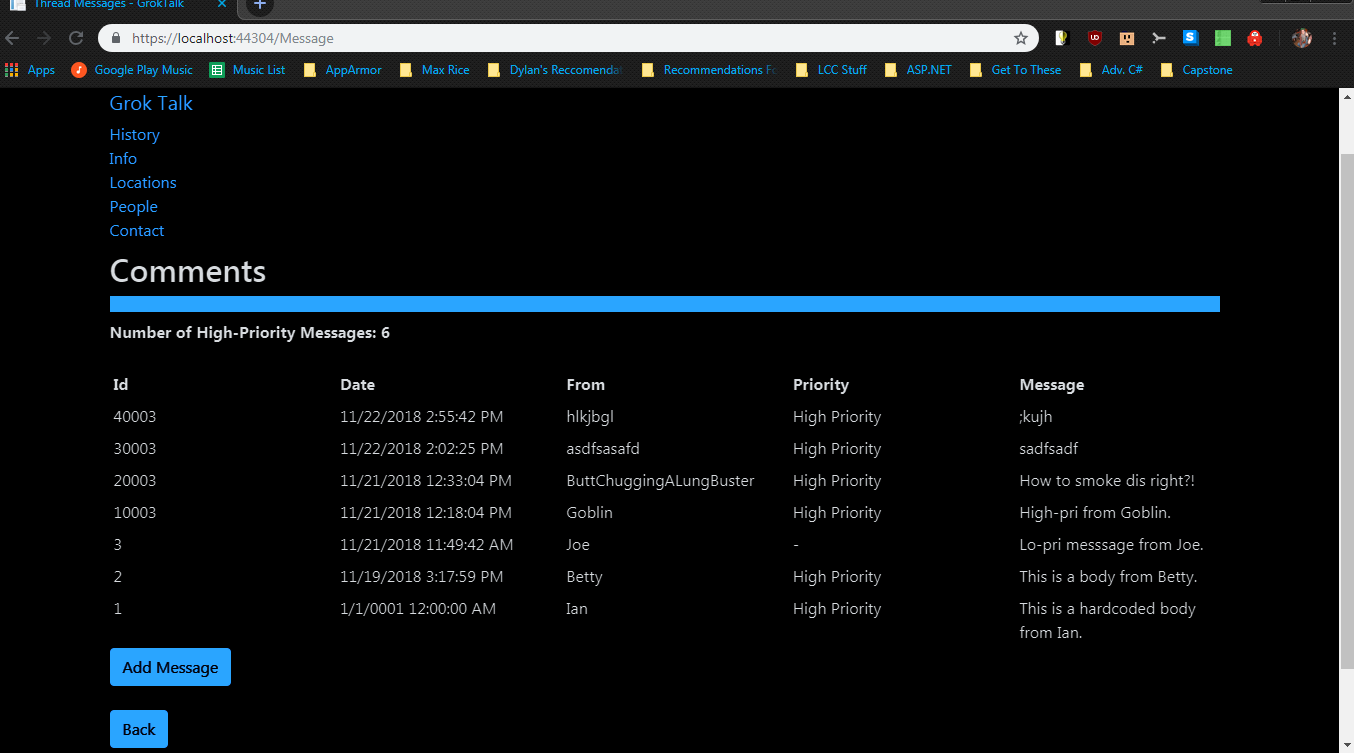 Thread Messages - GrokTalk
https://localhost:44304/Message
Apps Google Play Music Music List AppArmor Max Rice Dylan's Reccomendat Recommendations Fo LCC Stuff ASP.NET Get To These Adv. C# Capstone
Grok Talk
History
Info
Locations
People
Contact
Comments
Number of High-Priority Messages: 6
Id Date From Priority Message
40003 11/22/2018 2:55:42 PM hlkjbgl High Priority ;kujh
30003 11/22/2018 2:02:25 PM asdfsasafd High Priority sadfsadf
20003 11/21/2018 12:33:04 PM ButtChuggingALungBuster High Priority How to smoke dis right?!
10003 11/21/2018 12:18:04 PM Goblin High Priority High-pri from Goblin.
3 11/21/2018 11:49:42 AM Joe - Lo-pri messsage from Joe.
2 11/19/2018 3:17:59 PM Betty High Priority This is a body from Betty.
1 1/1/0001 12:00:00 AM Ian High Priority This is a hardcoded body
from Ian.
Add Message
Back